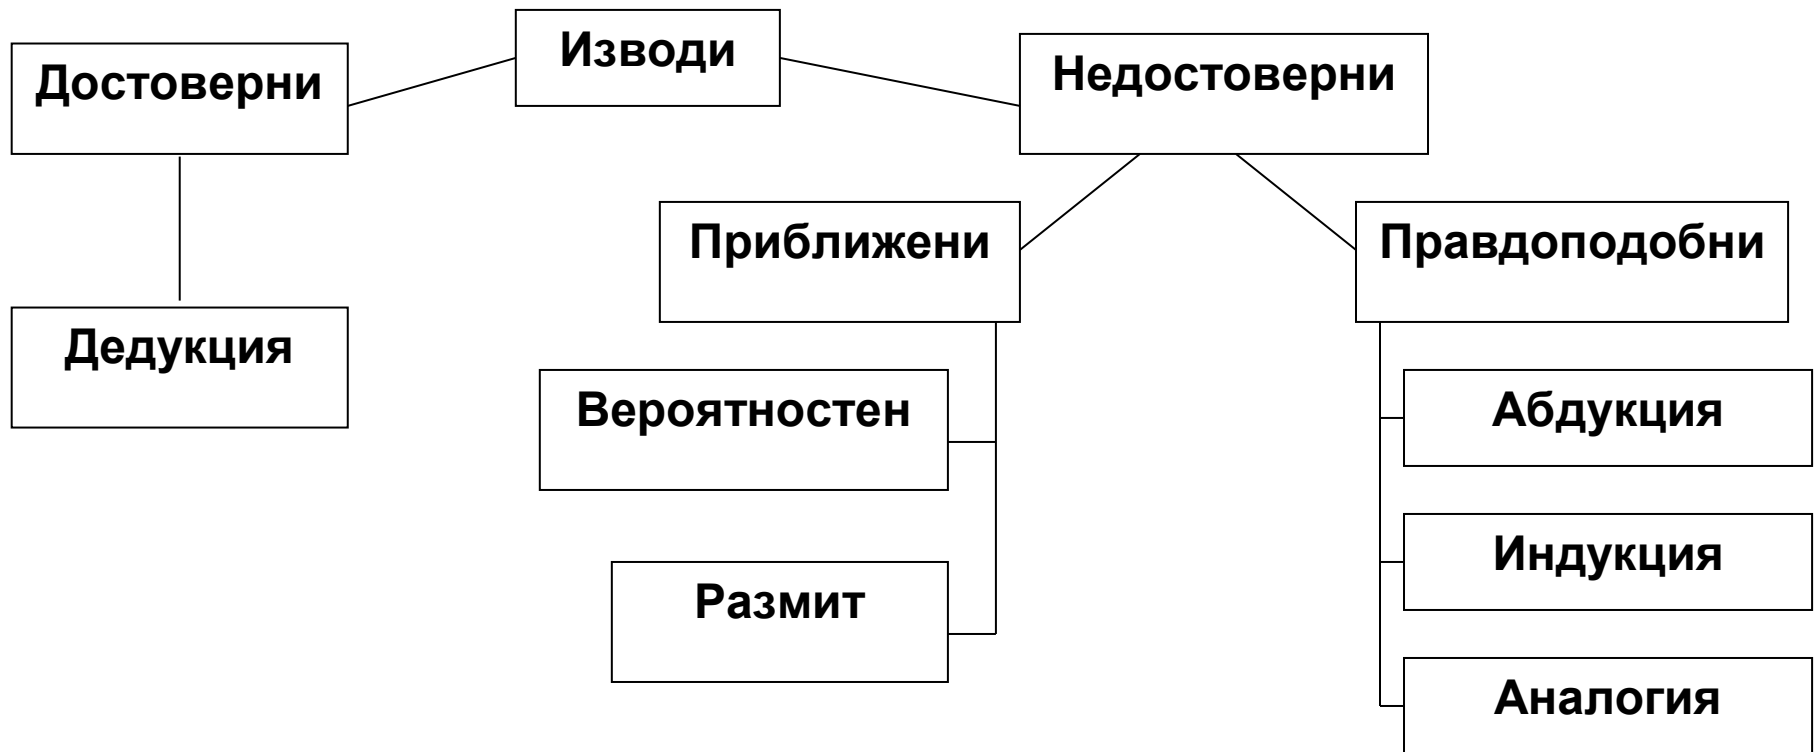 Изводи
Достоверни
Недостоверни
Приближени
Правдоподобни
Дедукция
Вероятностен
Абдукция
Индукция
Размит
Аналогия